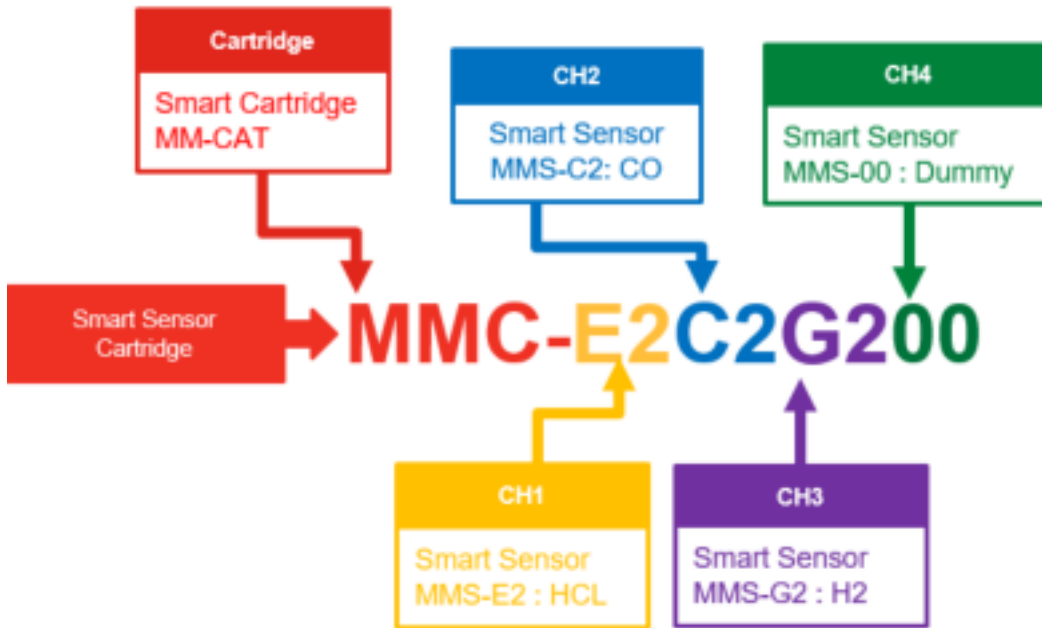 Cartridge
Smart Cartridge
MM-CAT
CH2
Smart Sensor
MMS-C2: CO
CH4
Smart Sensor
MMS-00 : Dummy
Smart Sensor
Cartridge
MMC-E2C2G200
CH1
Smart Sensor
MMS-E2 : HCL
CH3
Smart Sensor
MMS-G2 : H2